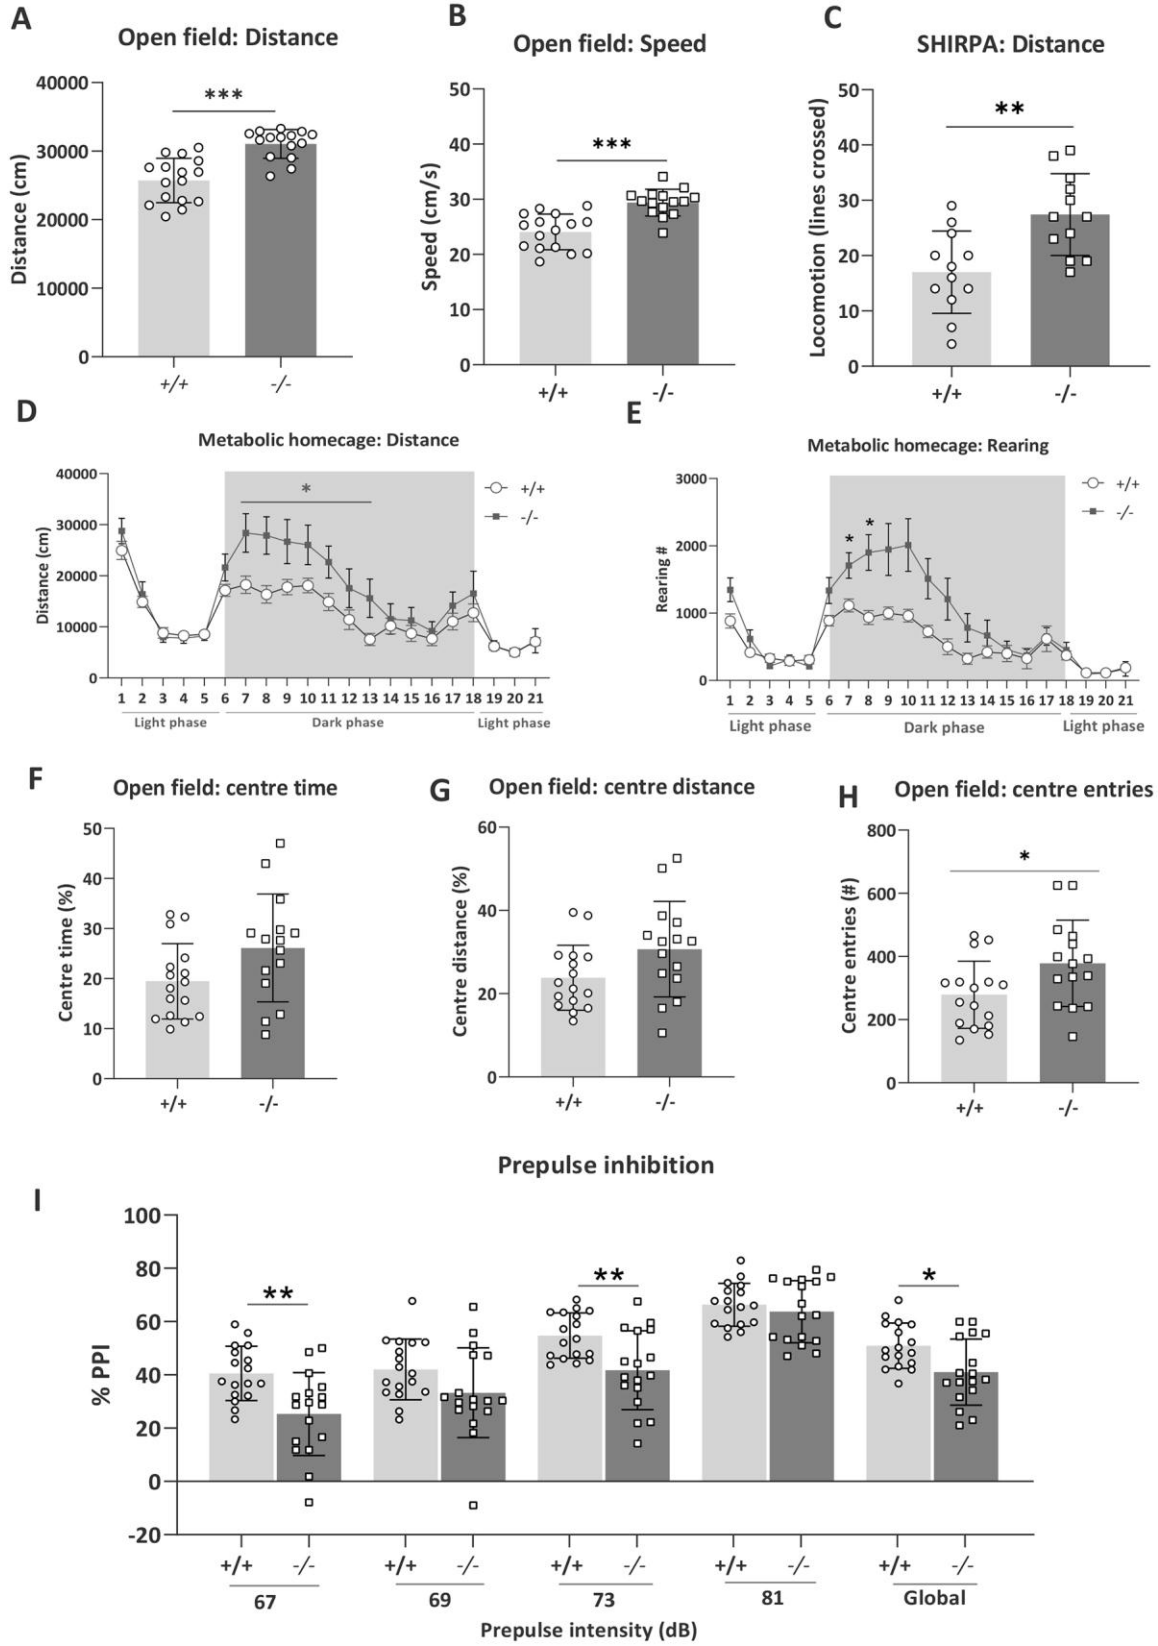 A
Open field: Distance
Distance (cm)
40000
30000
20000
10000
0
***
+/+
-/-
B
Open field: Speed
Speed (cm/s)
50
40
30
20
10
0
***
+/+
-/-
C
SHIRPA: Distance
Locomotion (lines crossed)
50
40
30
20
10
0
**
+/+
-/-
D
Metabolic homecage: Distance
Distance (cm)
40000
30000
20000
10000
0
*
+/+
-/-
1 2 3 4 5 6 7 8 9 10 11 12 13 14 15 16 17 18 19 20 21
Light phase Dark phase Light phase
E
Metabolic homecage: Rearing
Rearing #
3000
2000
1000
0
* *
+/+
-/-
1 2 3 4 5 6 7 8 9 10 11 12 13 14 15 16 17 18 19 20 21
Light phase Dark phase Light phase
F
Open field: centre time
Centre time (%)
50
40
30
20
10
0
+/+
-/-
G
Open field: centre distance
Centre distance (%)
60
40
20
0
+/+
-/-
H
Open field: centre entries
Centre entries (#)
800
600
400
200
0
*
+/+
-/-
I
Prepulse inhibition
% PPI
100
80
60
40
20
0
-20
** ** *
+/+ -/- +/+ -/- +/+ -/- +/+ -/- +/+ -/-
67 69 73 81 Global
Prepulse intensity (dB)